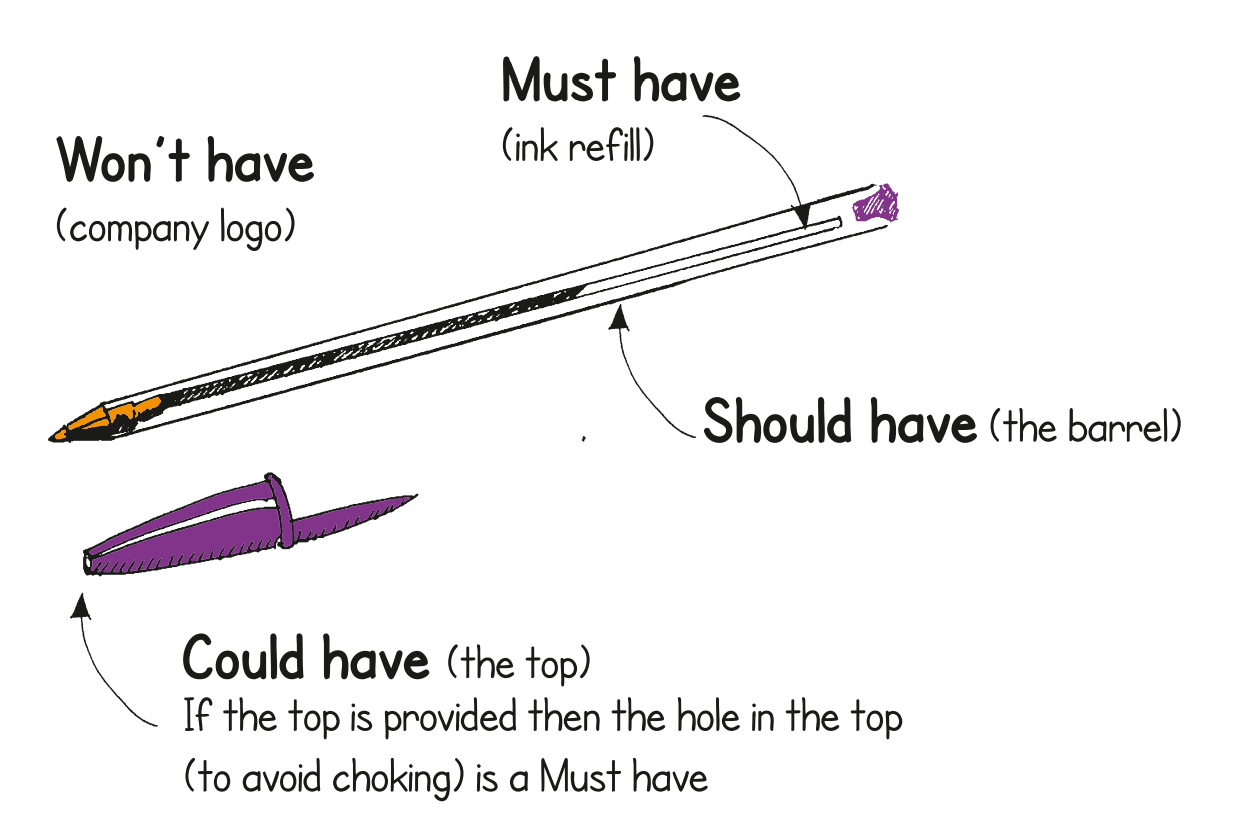 Must have
(ink refill)
Won't have
(company logo)
Should have (the barrel)
Could have (the top)
If the top is provided then the hole in the top
(to avoid choking) is a Must have